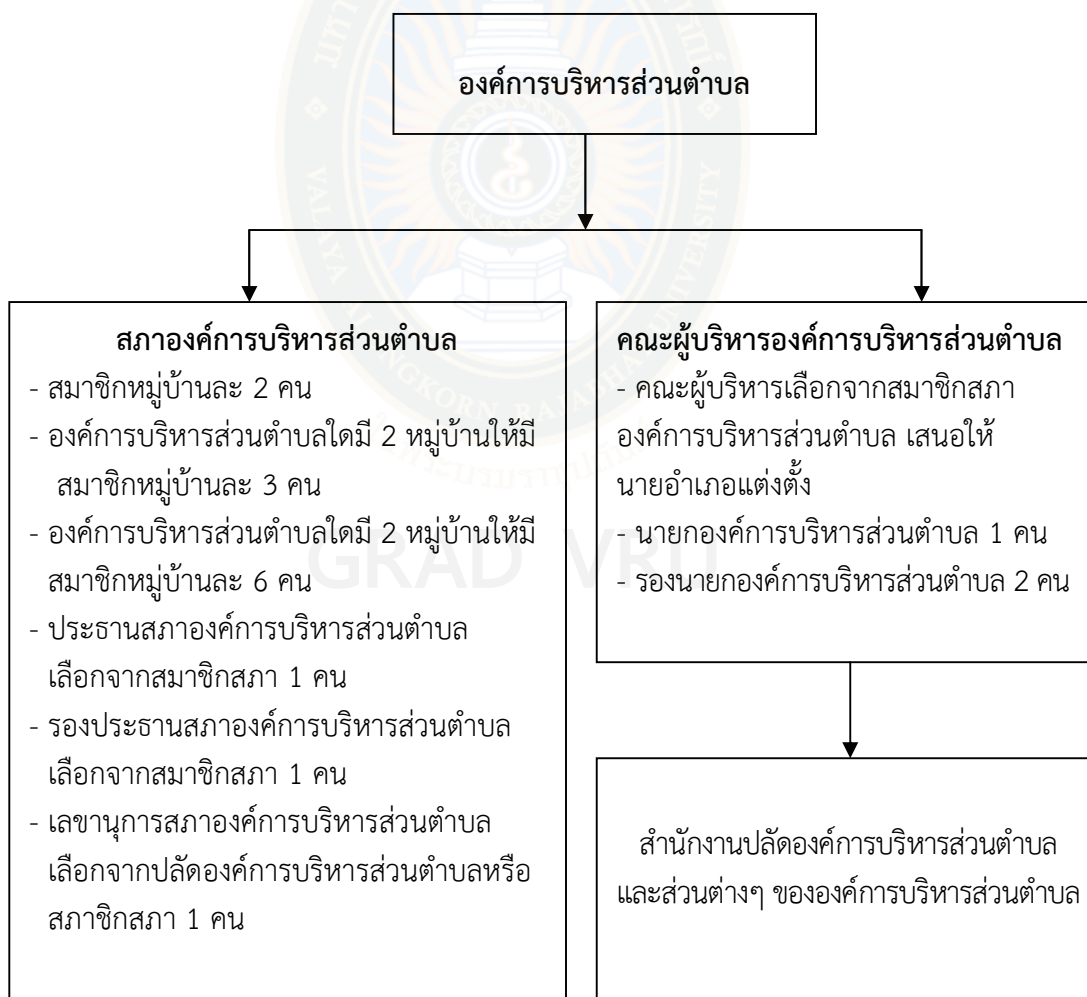 องค์การบริหารส่วนตำบล
สภาองค์การบริหารส่วนตำบล
- สมาชิกหมู่บ้านละ 2 คน
- องค์การบริหารส่วนตำบลใดมี 2 หมู่บ้านให้มี
สมาชิกหมู่บ้านละ 3 คน
- องค์การบริหารส่วนตำบลใดมี 2 หมู่บ้านให้มี
สมาชิกหมู่บ้านละ 6 คน
- ประธานสภาองค์การบริหารส่วนตำบล
เลือกจากสมาชิกสภา 1 คน
- รองประธานสภาองค์การบริหารส่วนตำบล
เลือกจากสมาชิกสภา 1 คน
- เลขานุการสภาองค์การบริหารส่วนตำบล
เลือกจากปลัดองค์การบริหารส่วนตำบลหรือ
สภาชิกสภา 1 คน
คณะผู้บริหารองค์การบริหารส่วนตำบล
- คณะผู้บริหารเลือกจากสมาชิกสภา
องค์การบริหารส่วนตำบล เสนอให้
นายอำเภอแต่งตั้ง
- นายกองค์การบริหารส่วนตำบล 1 คน
- รองนายกองค์การบริหารส่วนตำบล 2 คน
สำนักงานปลัดองค์การบริหารส่วนตำบล
และส่วนต่างๆ ขององค์การบริหารส่วนตำบล
GRAD VRU